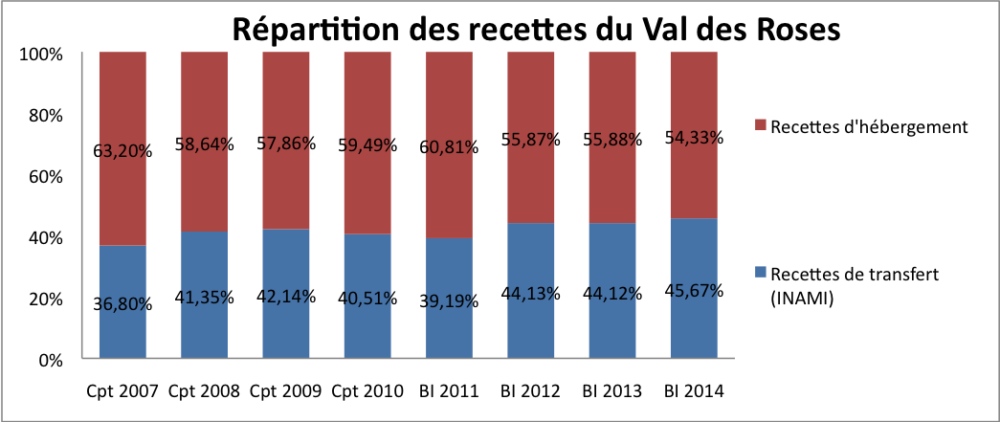 Répartition des recettes du Val des Roses
100%
80%
60%
40%
20%
0%
63,20% 58,64% 57,86% 59,49% 60,81% 55,87% 55,88% 54,33%
36,80% 41,35% 42,14% 40,51% 39,19% 44,13% 44,12% 45,67%
Cpt 2007 Cpt 2008 Cpt 2009 Cpt 2010 BI 2011 BI 2012 BI 2013 BI 2014
Recettes d'hébergement
Recettes de transfert
(INAMI)